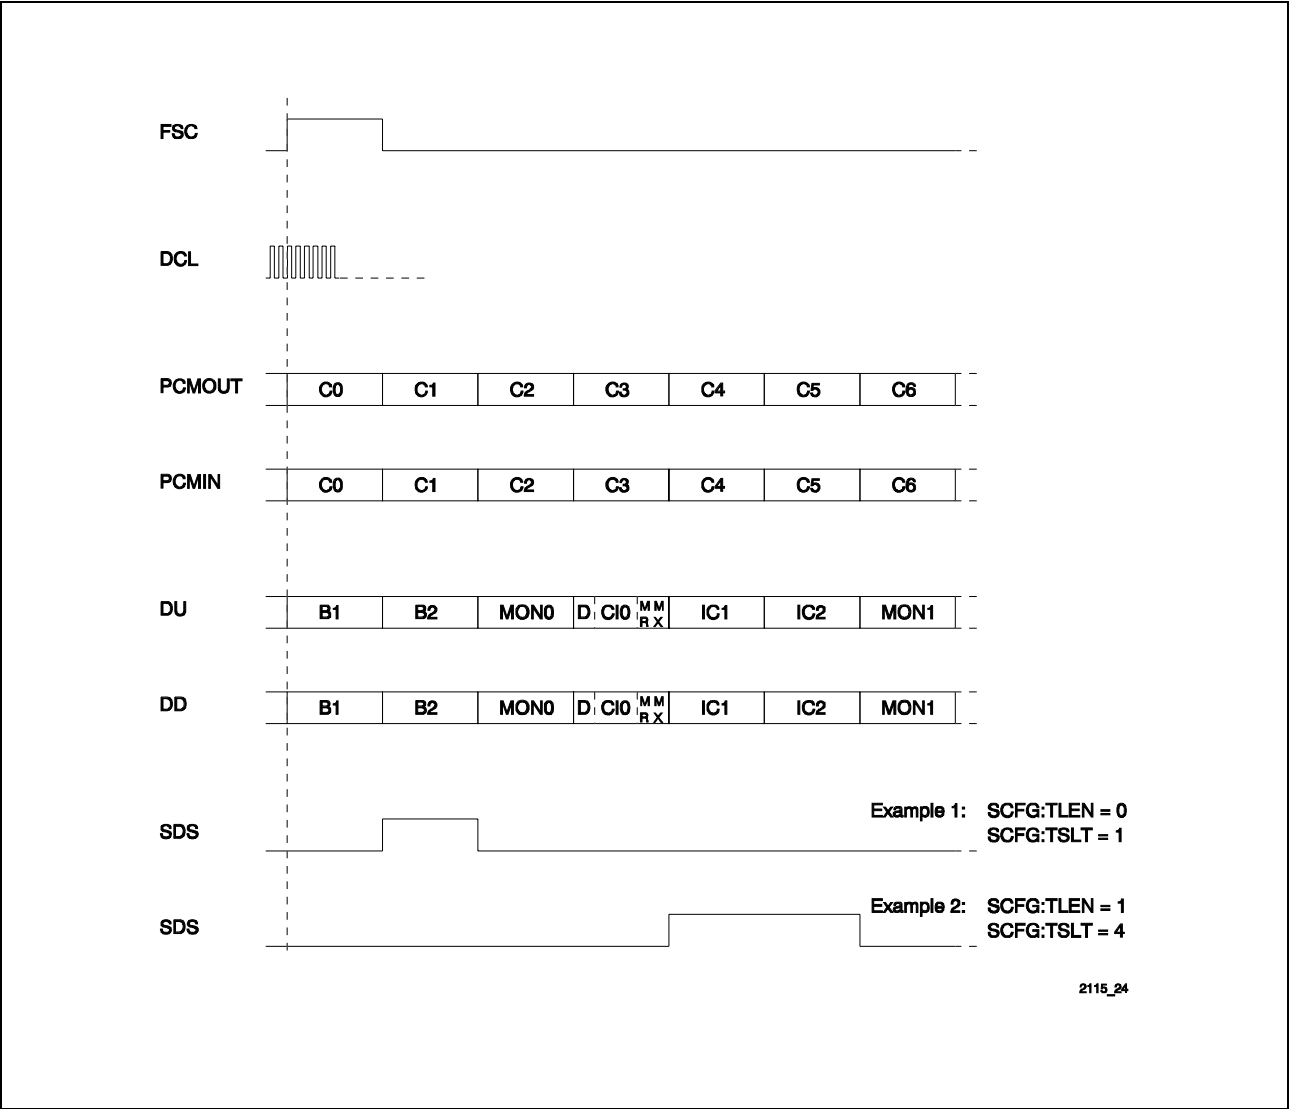 FSC
DCL
PCMOUT C0 C1 C2 C3 C4 C5 C6
PCMIN C0 C1 C2 C3 C4 C5 C6
DU B1 B2 MON0 D CI0 M M IC1 IC2 MON1
R X
DD B1 B2 MON0 D CI0 M M IC1 IC2 MON1
R X
Example 1: SCFG:TLEN = 0
SDS SCFG:TSLT = 1
Example 2: SCFG:TLEN = 1
SDS SCFG:TSLT = 4
2115_24